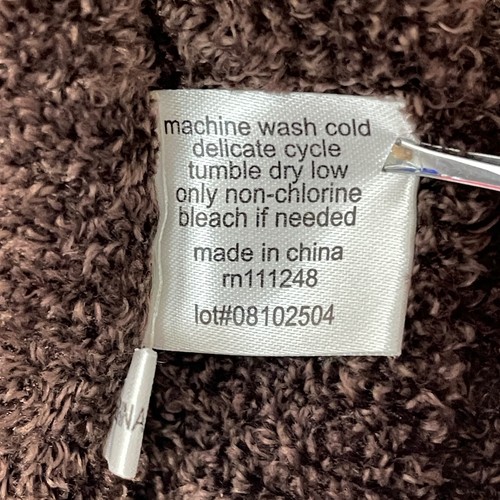 machine wash cold
delicate cycle
tumble dry low
only non-chlorine
bleach if needed
made in china
rn111248
lot#08102504